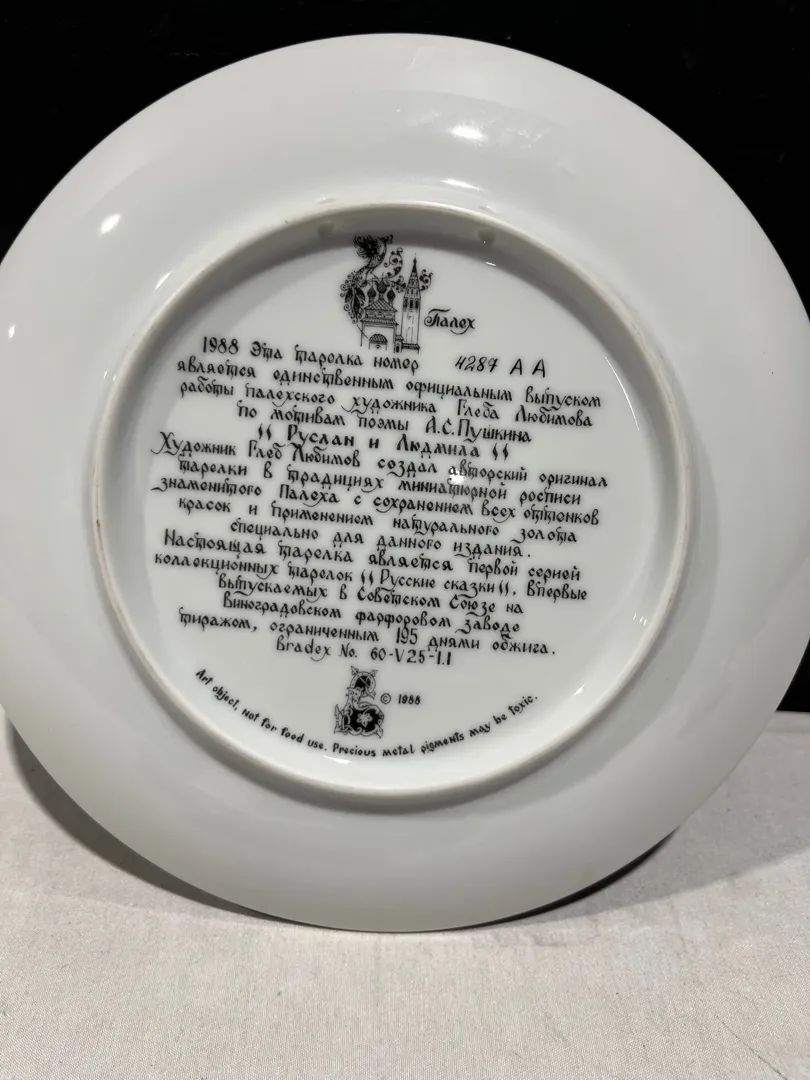 Палех
1988 Эта тарелка номер 4287 А А
является единственным официальным выпуском
работы палехского художника Глеба Любимова
по мотивам поэмы А.С.Пушкина
"Руслан и Людмила"
Художник Глеб Любимов создал авторский оригинал
тарелки в традициях миниатюрной росписи
знаменитого Палеха с сохранением всех оттенков
красок и применением натурального золота
специально для данного издания.
Настоящая тарелка является первой серией
коллекционных тарелок "Русские сказки", впервые
выпускаемых в Советском Союзе на
Виноградовском фарфоровом заводе
тиражом, ограниченным 195 днями обжига.
Bradex No. 60-V25-1.1
© 1988
Art object, Not for food use. Precious metal pigments may be toxic.